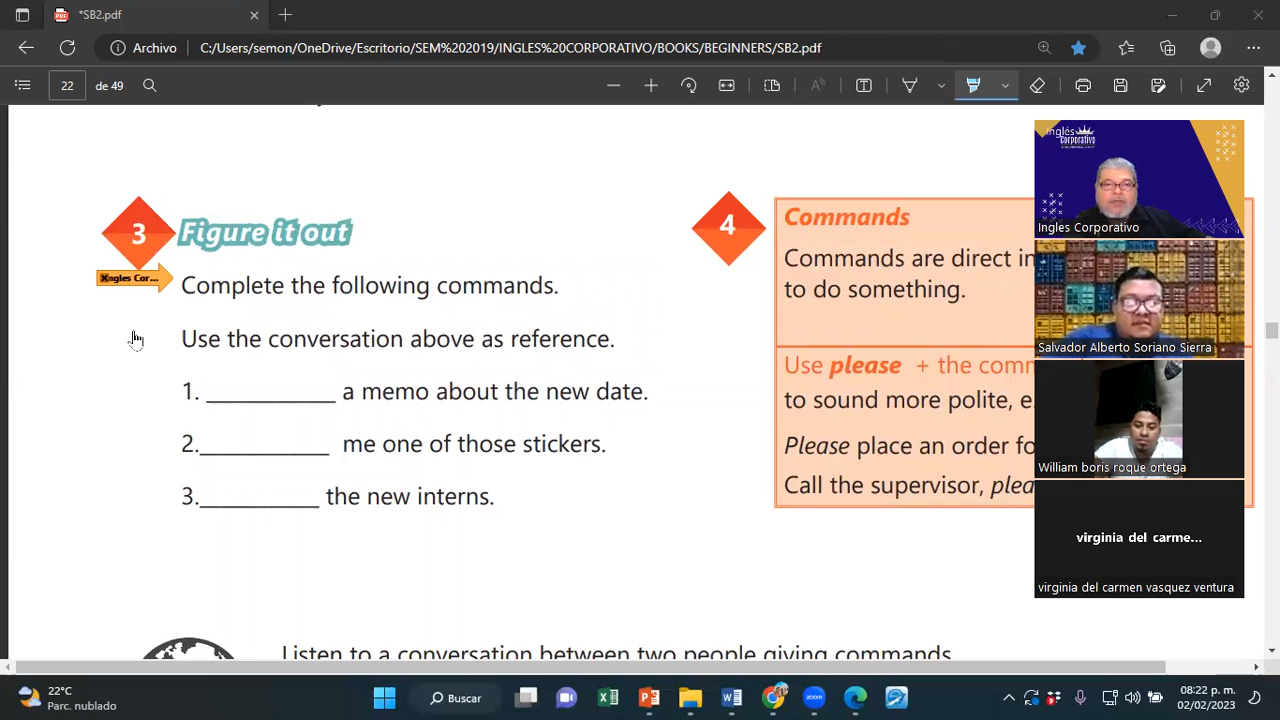 *SB2.pdf
Archivo
C:/Users/semon/OneDrive/Escritorio/SEM%202019/INGLES%20CORPORATIVO/BOOKS/BEGINNERS/SB2.pdf
22 de 49
3
Figure it out
Complete the following commands.
Use the conversation above as reference.
1. ____________ a memo about the new date.
2.____________ me one of those stickers.
3.___________ the new interns.
4
Commands
Commands are direct in
to do something.
Use please + the comm
to sound more polite, e.
Please place an order fo
Call the supervisor, plea
Listen to a conversation between two people giving commands
Inglés
Corporativo
Ingles Corporativo
Salvador Alberto Soriano Sierra
William boris roque ortega
virginia del carme...
virginia del carmen vasquez ventura
22°C
Parc. nublado
Buscar
08:22 p. m.
02/02/2023